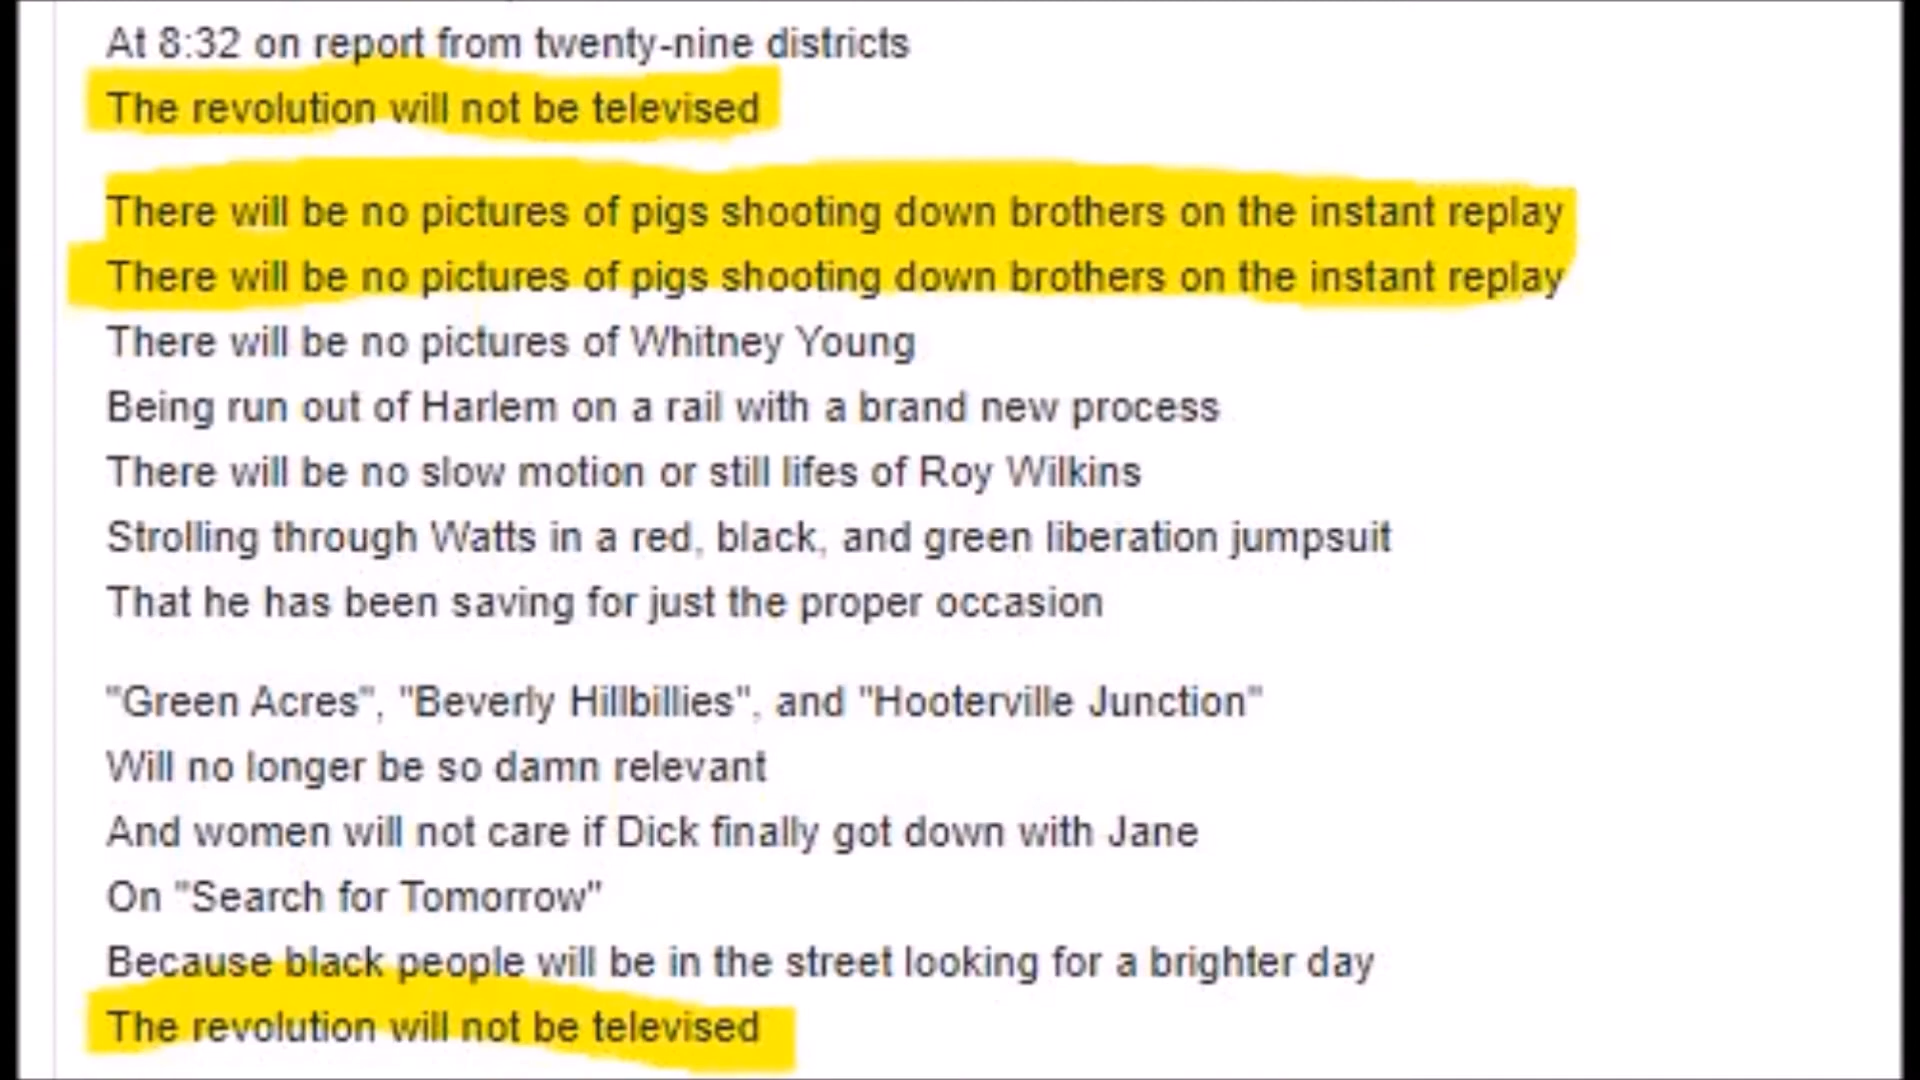 At 8:32 on report from twenty-nine districts
The revolution will not be televised
There will be no pictures of pigs shooting down brothers on the instant replay
There will be no pictures of pigs shooting down brothers on the instant replay
There will be no pictures of Whitney Young
Being run out of Harlem on a rail with a brand new process
There will be no slow motion or still lifes of Roy Wilkins
Strolling through Watts in a red, black, and green liberation jumpsuit
That he has been saving for just the proper occasion
"Green Acres", "Beverly Hillbillies", and "Hooterville Junction"
Will no longer be so damn relevant
And women will not care if Dick finally got down with Jane
On "Search for Tomorrow"
Because black people will be in the street looking for a brighter day
The revolution will not be televised